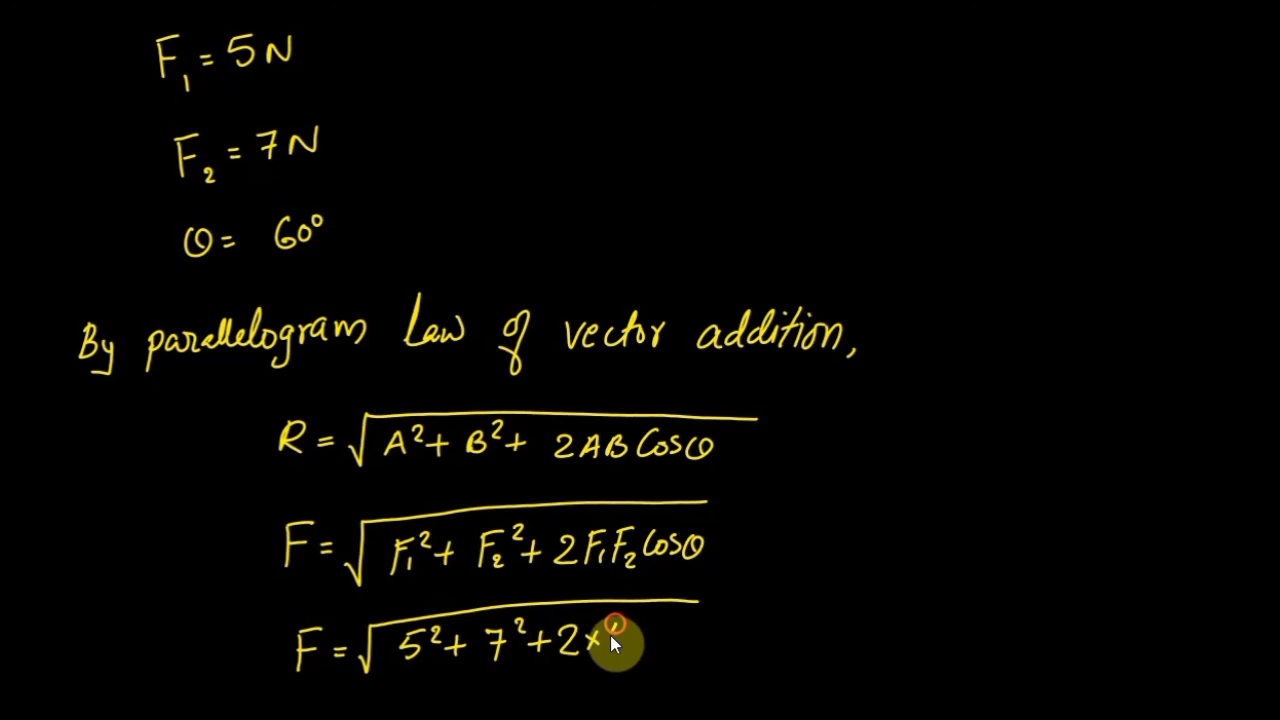 F₁ = 5N
F₂ = 7N
θ = 60°
By parallelogram Law of vector addition,
R = √A² + B² + 2AB Cosθ
F = √F₁² + F₂² + 2F₁F₂ cosθ
F = √5² + 7² + 2×